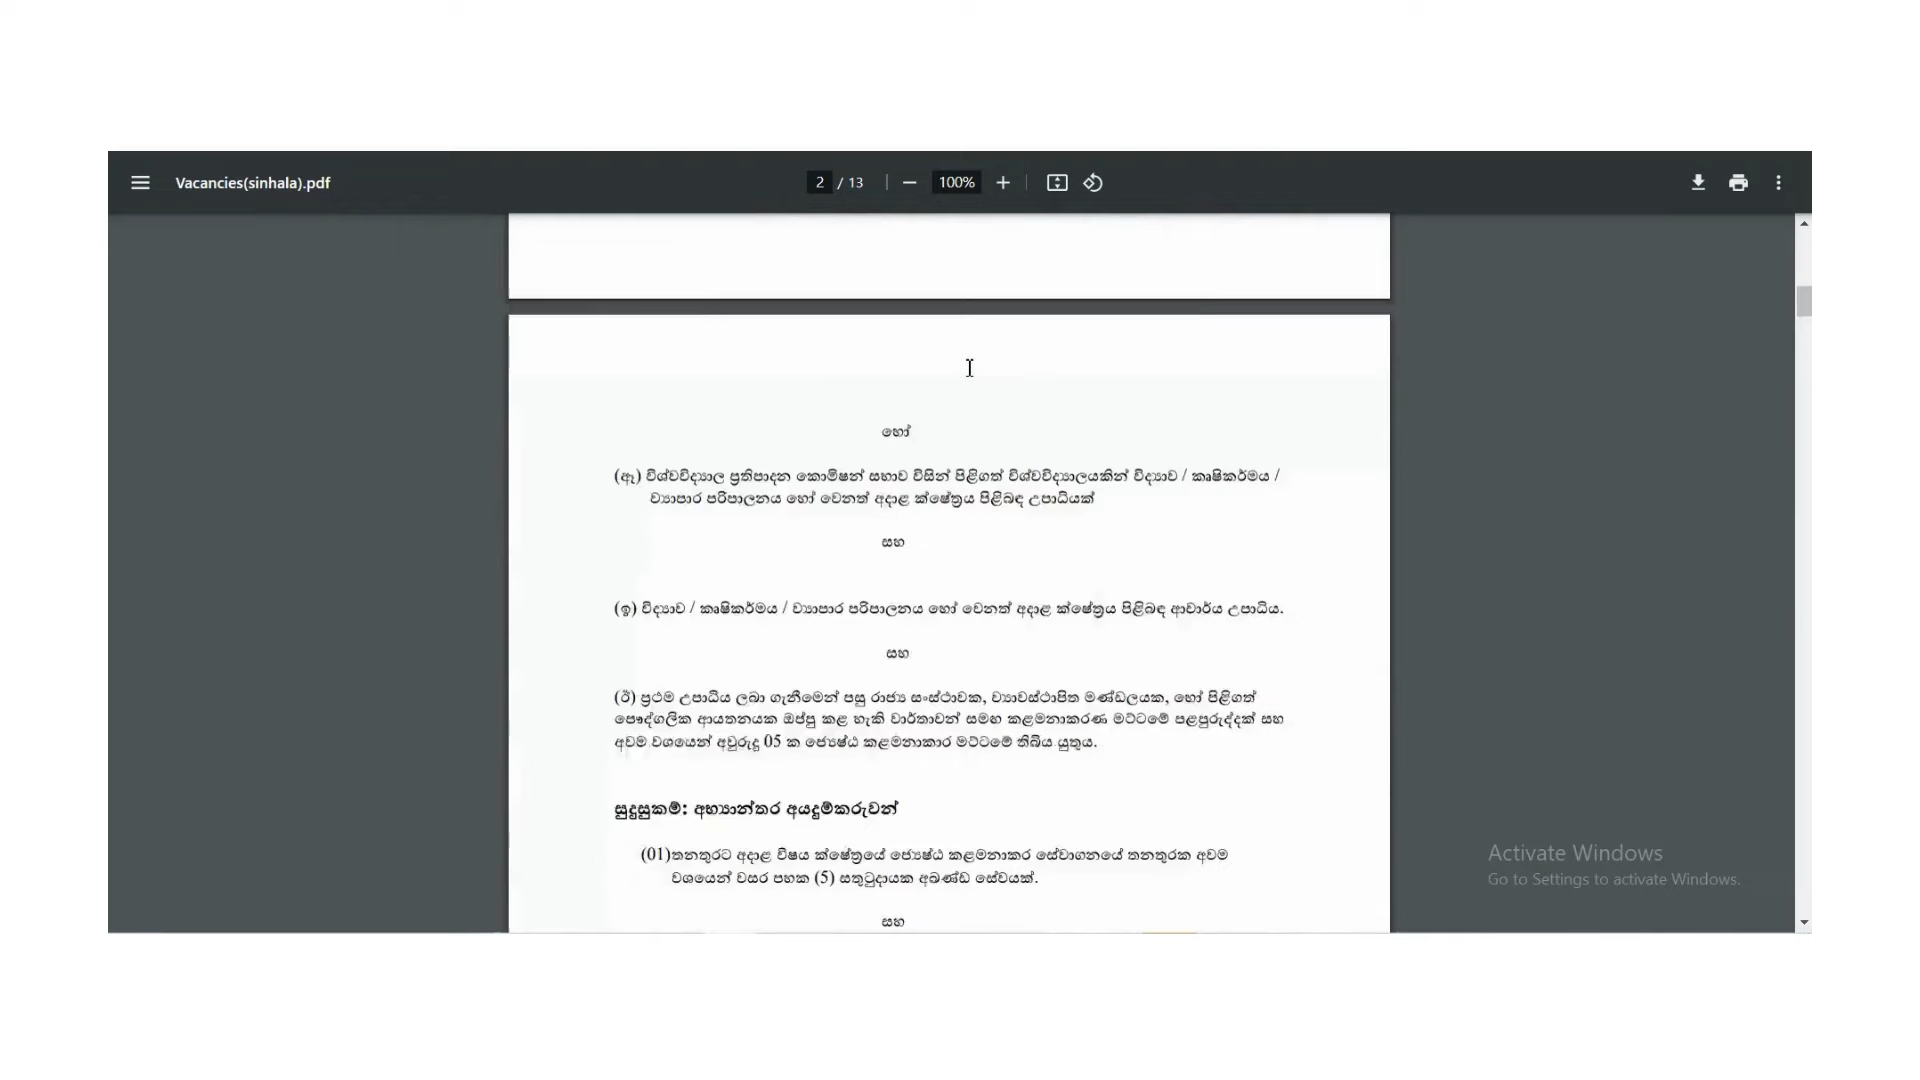 Vacancies(sinhala).pdf
2 / 13
100%
හෝ
(ඇ) විශ්වවිද්‍යාල ප්‍රතිපාදන කොමිෂන් සභාව විසින් පිළිගත් විශ්වවිද්‍යාලයකින් විද්‍යාව / කෘෂිකර්මය /
ව්‍යාපාර පරිපාලනය හෝ වෙනත් අදාළ ක්ෂේත්‍රය පිළිබඳ උපාධියක්
සහ
(ඉ) විද්‍යාව / කෘෂිකර්මය / ව්‍යාපාර පරිපාලනය හෝ වෙනත් අදාළ ක්ෂේත්‍රය පිළිබඳ ආචාර්ය උපාධිය.
සහ
(ඊ) ප්‍රථම උපාධිය ලබා ගැනීමෙන් පසු රාජ්‍ය සංස්ථාවක, ව්‍යාවස්ථාපිත මණ්ඩලයක, හෝ පිළිගත්
පෞද්ගලික ආයතනයක ඔප්පු කළ හැකි වාර්තාවන් සමඟ කළමනාකරණ මට්ටමේ පළපුරුද්දක් සහ
අවම වශයෙන් අවුරුදු 05 ක ජ්‍යෙෂ්ඨ කළමනාකාර මට්ටමේ තිබිය යුතුය.
සුදුසුකම්: අභ්‍යාන්තර අයදුම්කරුවන්
(01)තනතුරට අදාළ විෂය ක්ෂේත්‍රයේ ජ්‍යෙෂ්ඨ කළමනාකර සේවාගනයේ තනතුරක අවම
වශයෙන් වසර පහක (5) සතුටුදායක අඛණ්ඩ සේවයක්.
සහ
Activate Windows
Go to Settings to activate Windows.